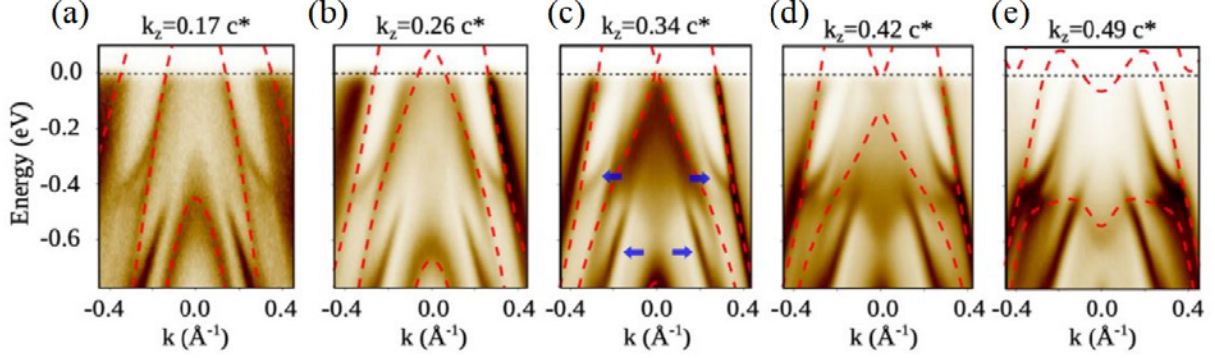 (a) (b) (c) (d) (e)
k_z=0.17 c* k_z=0.26 c* k_z=0.34 c* k_z=0.42 c* k_z=0.49 c*
Energy (eV)
0.0
-0.2
-0.4
-0.6
-0.4 0.0 0.4 -0.4 0.0 0.4 -0.4 0.0 0.4 -0.4 0.0 0.4 -0.4 0.0 0.4
k (Å⁻¹) k (Å⁻¹) k (Å⁻¹) k (Å⁻¹) k (Å⁻¹)